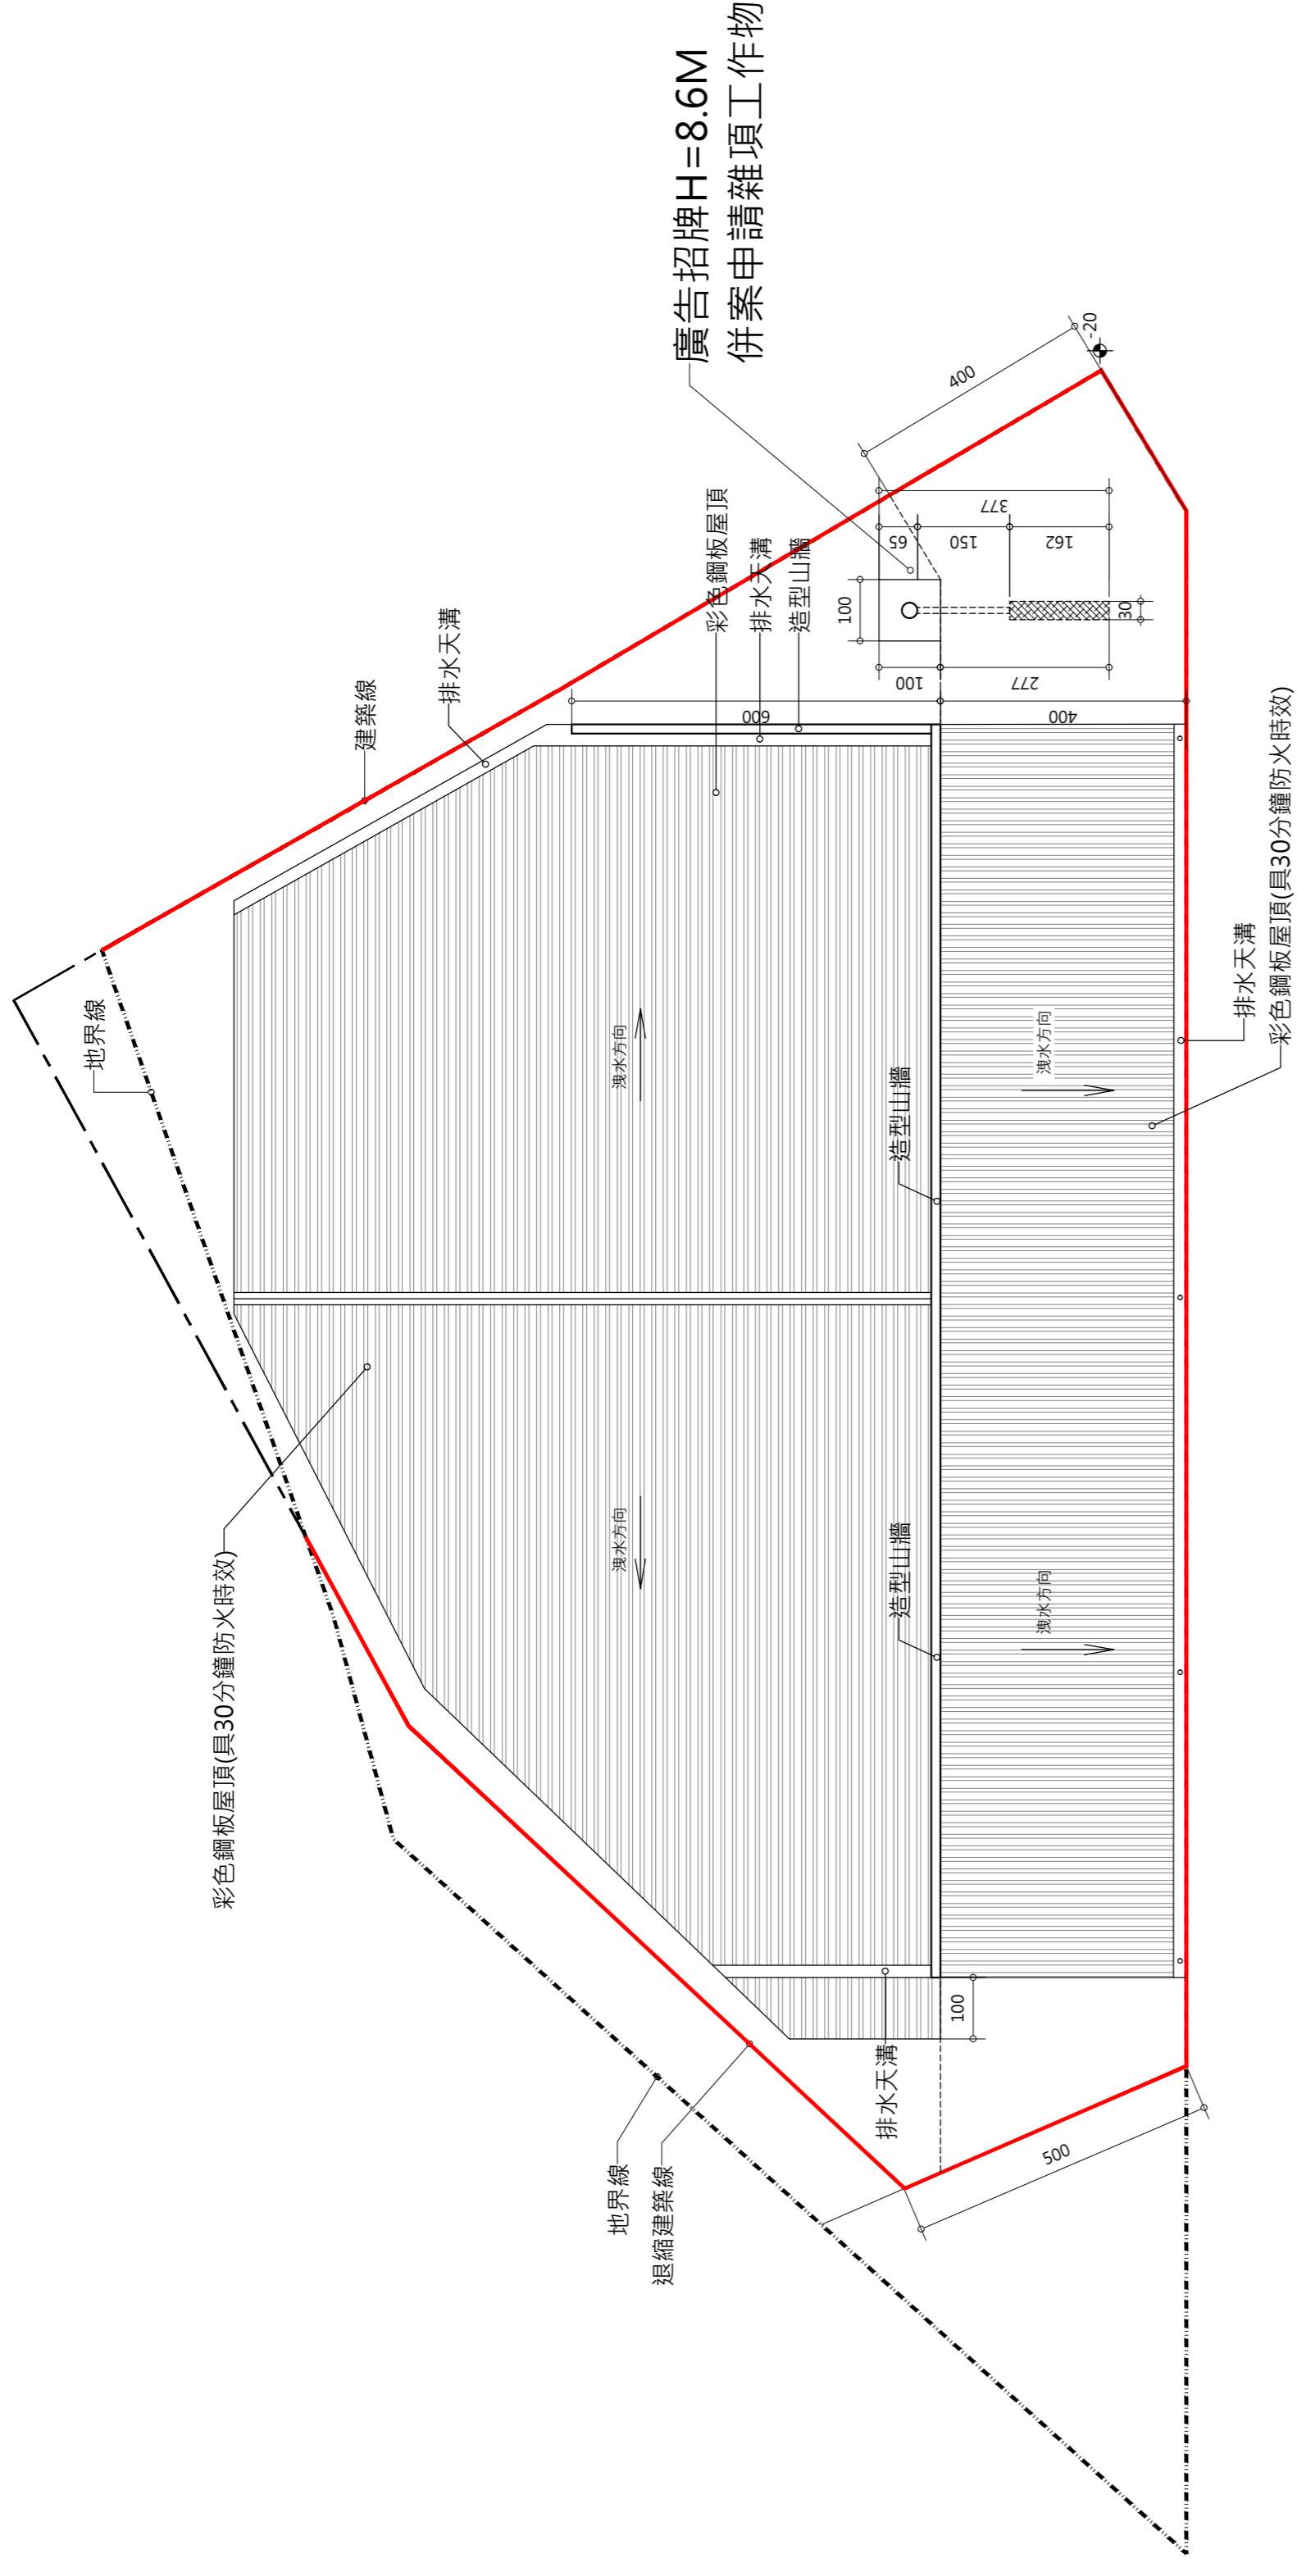 廣告招牌H=8.6M
併案申請雜項工作物
-20
400
377
65
150
162
100
30
100
277
彩色鋼板屋頂
排水天溝
造型山牆
排水天溝
建築線
600
400
地界線
洩水方向
洩水方向
造型山牆
排水天溝
彩色鋼板屋頂(具30分鐘防火時效)
彩色鋼板屋頂(具30分鐘防火時效)
洩水方向
造型山牆
洩水方向
100
排水天溝
地界線
退縮建築線
500